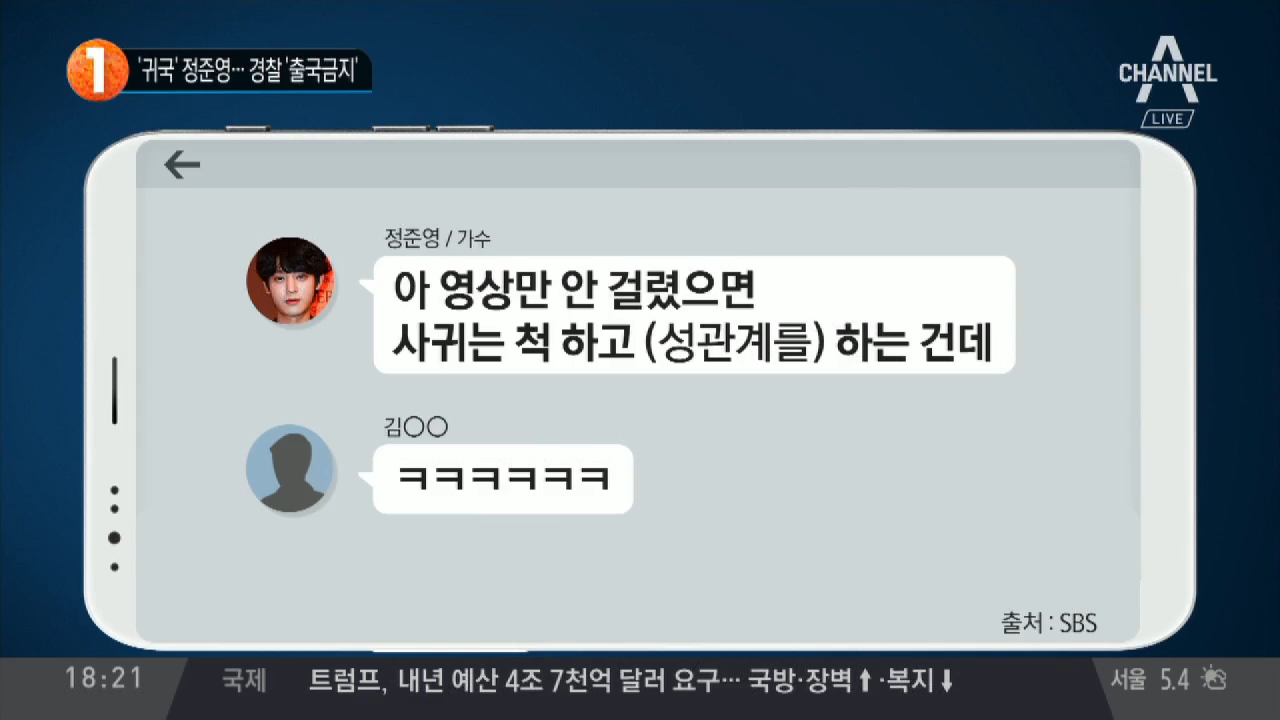 1 '귀국' 정준영… 경찰 '출국금지'
CHANNEL A
LIVE
정준영 / 가수
아 영상만 안 걸렸으면
사귀는 척 하고 (성관계를) 하는 건데
김○○
ㅋㅋㅋㅋㅋㅋ
출처 : SBS
18:21 국제 트럼프, 내년 예산 4조 7천억 달러 요구… 국방·장벽⬆·복지⬇ 서울 5.4